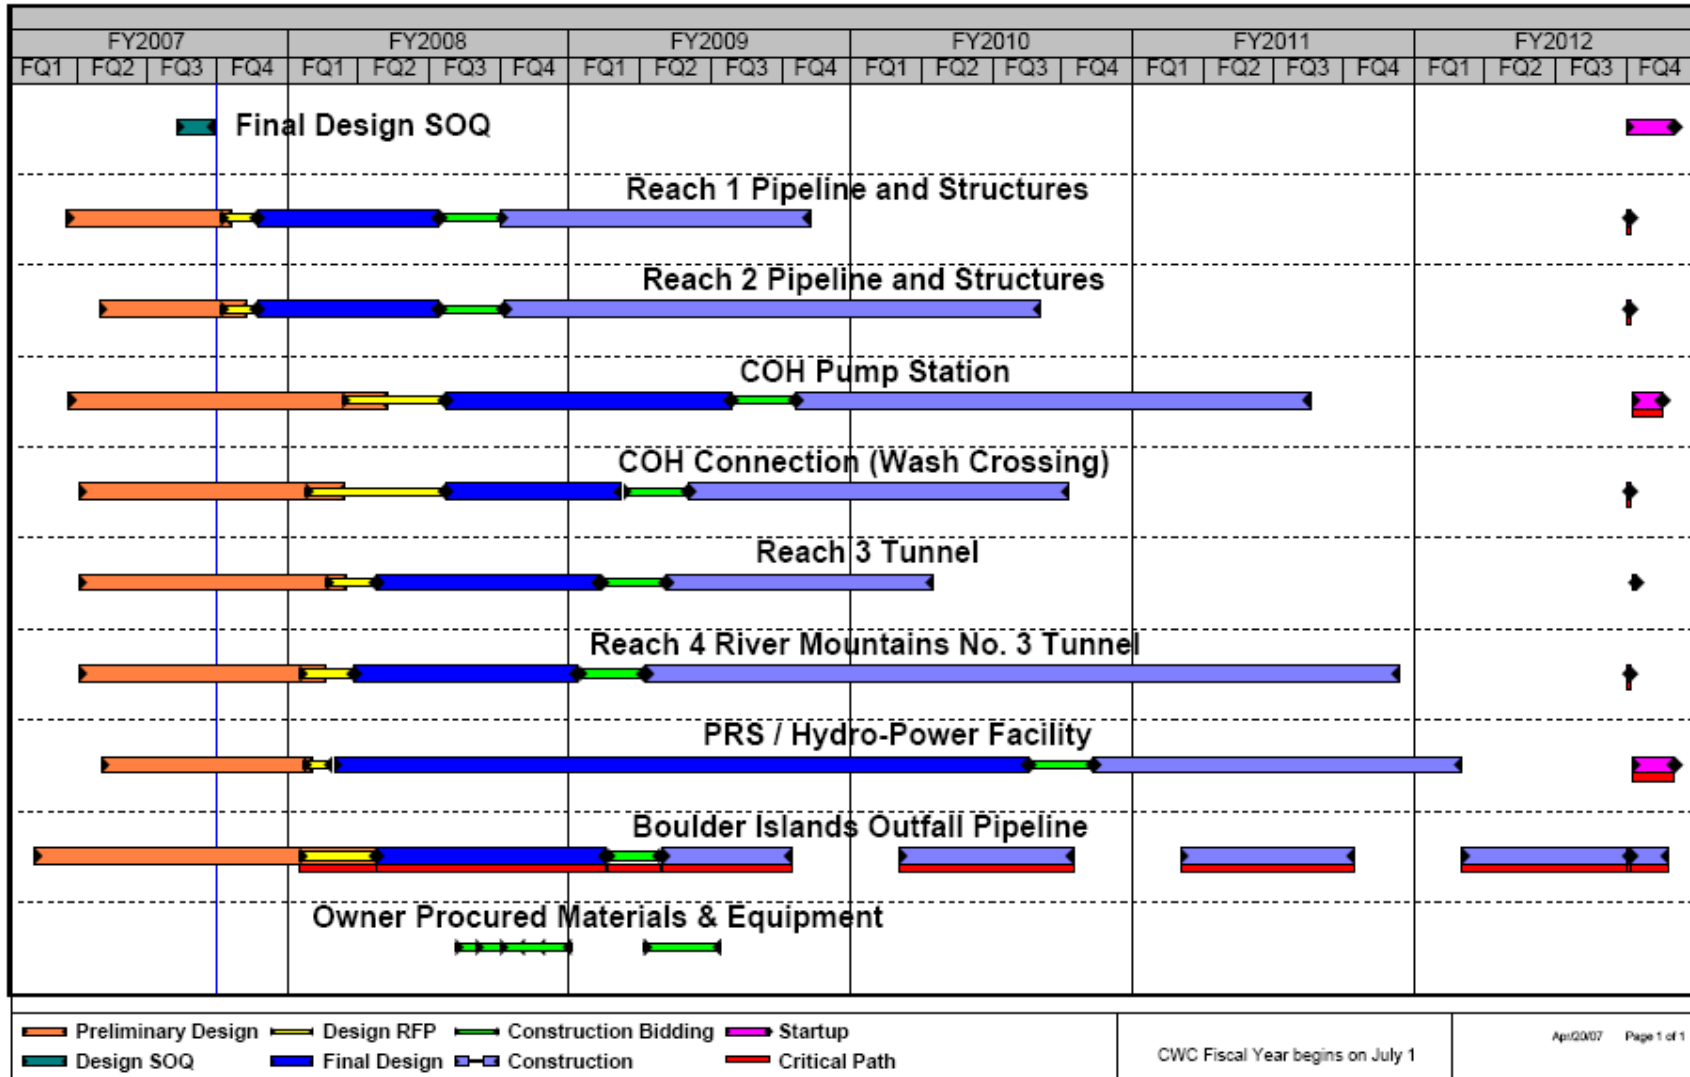 FY2007 FY2008 FY2009 FY2010 FY2011 FY2012
FQ1 FQ2 FQ3 FQ4 FQ1 FQ2 FQ3 FQ4 FQ1 FQ2 FQ3 FQ4 FQ1 FQ2 FQ3 FQ4 FQ1 FQ2 FQ3 FQ4 FQ1 FQ2 FQ3 FQ4
Final Design SOQ
Reach 1 Pipeline and Structures
Reach 2 Pipeline and Structures
COH Pump Station
COH Connection (Wash Crossing)
Reach 3 Tunnel
Reach 4 River Mountains No. 3 Tunnel
PRS / Hydro-Power Facility
Boulder Islands Outfall Pipeline
Owner Procured Materials & Equipment
Preliminary Design Design RFP Construction Bidding Startup
Design SOQ Final Design Construction Critical Path
CWC Fiscal Year begins on July 1
Apr/20/07 Page 1 of 1